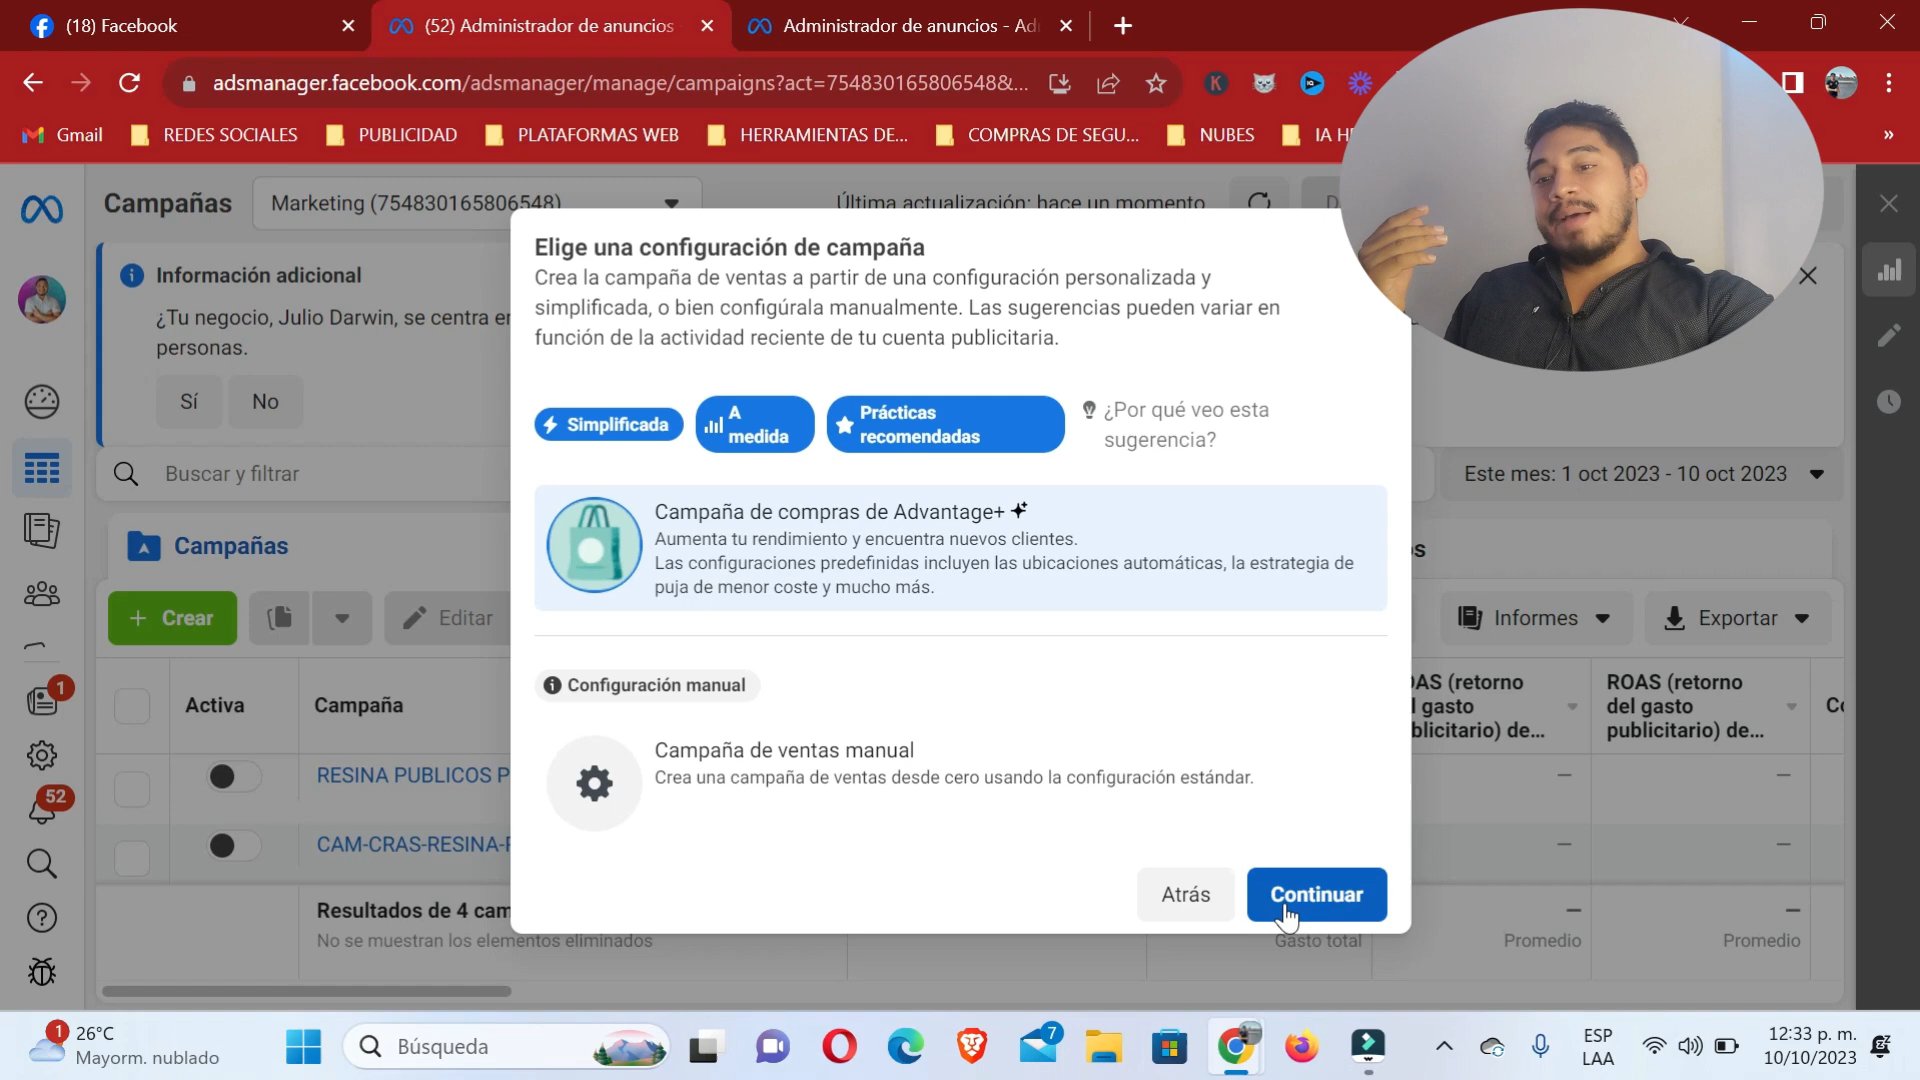 (18) Facebook
(52) Administrador de anuncios
Administrador de anuncios - Ad
adsmanager.facebook.com/adsmanager/manage/campaigns?act=754830165806548&...
Gmail
REDES SOCIALES
PUBLICIDAD
PLATAFORMAS WEB
HERRAMIENTAS DE...
COMPRAS DE SEGU...
NUBES
IA HE
»
Campañas
Marketing (754830165806548)
Última actualización: hace un momento
Información adicional
¿Tu negocio, Julio Darwin, se centra en
personas.
Sí
No
Buscar y filtrar
Este mes: 1 oct 2023 - 10 oct 2023
Campañas
Crear
Editar
Informes
Exportar
Activa
Campaña
ROAS (retorno
del gasto
publicitario) de...
RESINA PUBLICOS P
CAM-CRAS-RESINA-
Resultados de 4 cam
No se muestran los elementos eliminados
Gasto total
Promedio
Promedio
Elige una configuración de campaña
Crea la campaña de ventas a partir de una configuración personalizada y
simplificada, o bien configúrala manualmente. Las sugerencias pueden variar en
función de la actividad reciente de tu cuenta publicitaria.
Simplificada
A
medida
Prácticas
recomendadas
¿Por qué veo esta
sugerencia?
Campaña de compras de Advantage+
Aumenta tu rendimiento y encuentra nuevos clientes.
Las configuraciones predefinidas incluyen las ubicaciones automáticas, la estrategia de
puja de menor coste y mucho más.
Configuración manual
Campaña de ventas manual
Crea una campaña de ventas desde cero usando la configuración estándar.
Atrás
Continuar
1
52
1
26°C
Mayorm. nublado
Búsqueda
7
ESP
LAA
12:33 p. m.
10/10/2023